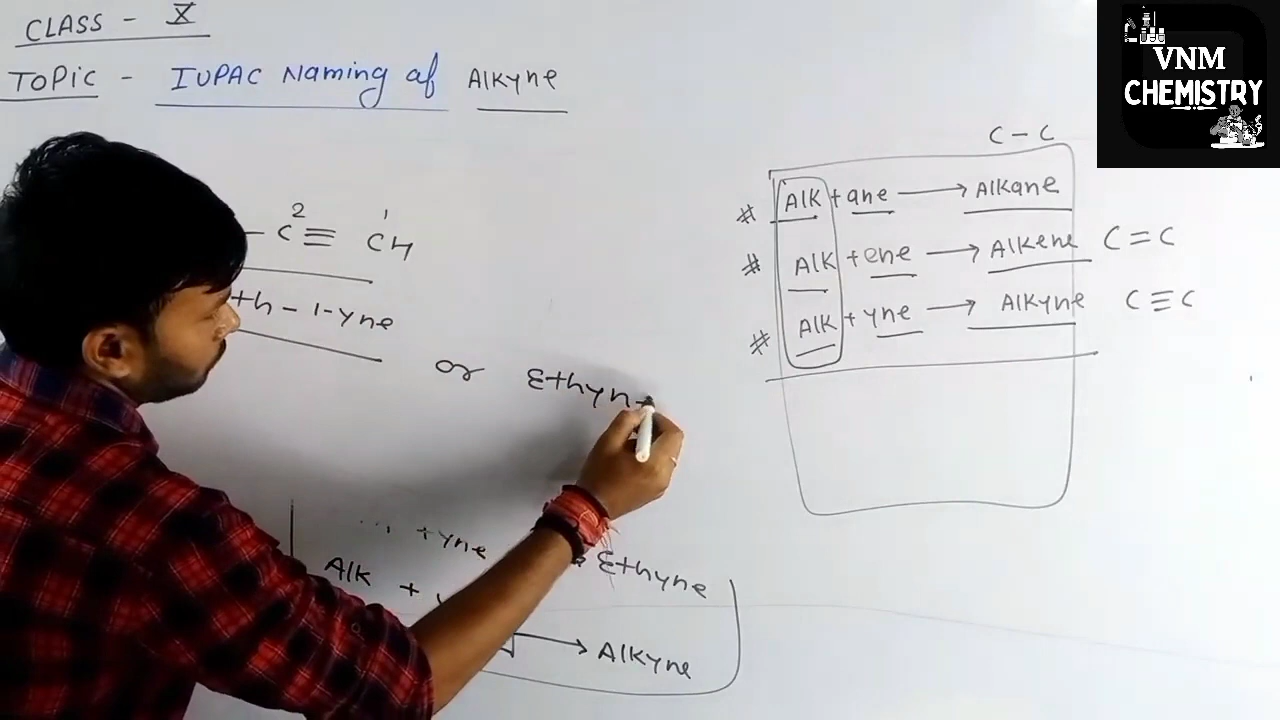 CLASS - X
TOPIC - IUPAC Naming of Alkyne
VNM
CHEMISTRY
C - C
# Alk + ane → Alkane
# Alk + ene → Alkene C = C
# Alk + yne → Alkyne C ≡ C
2 1
- C ≡ CH
th - 1-yne
or Ethyn
+ yne Ethyne
Alk + → Alkyne